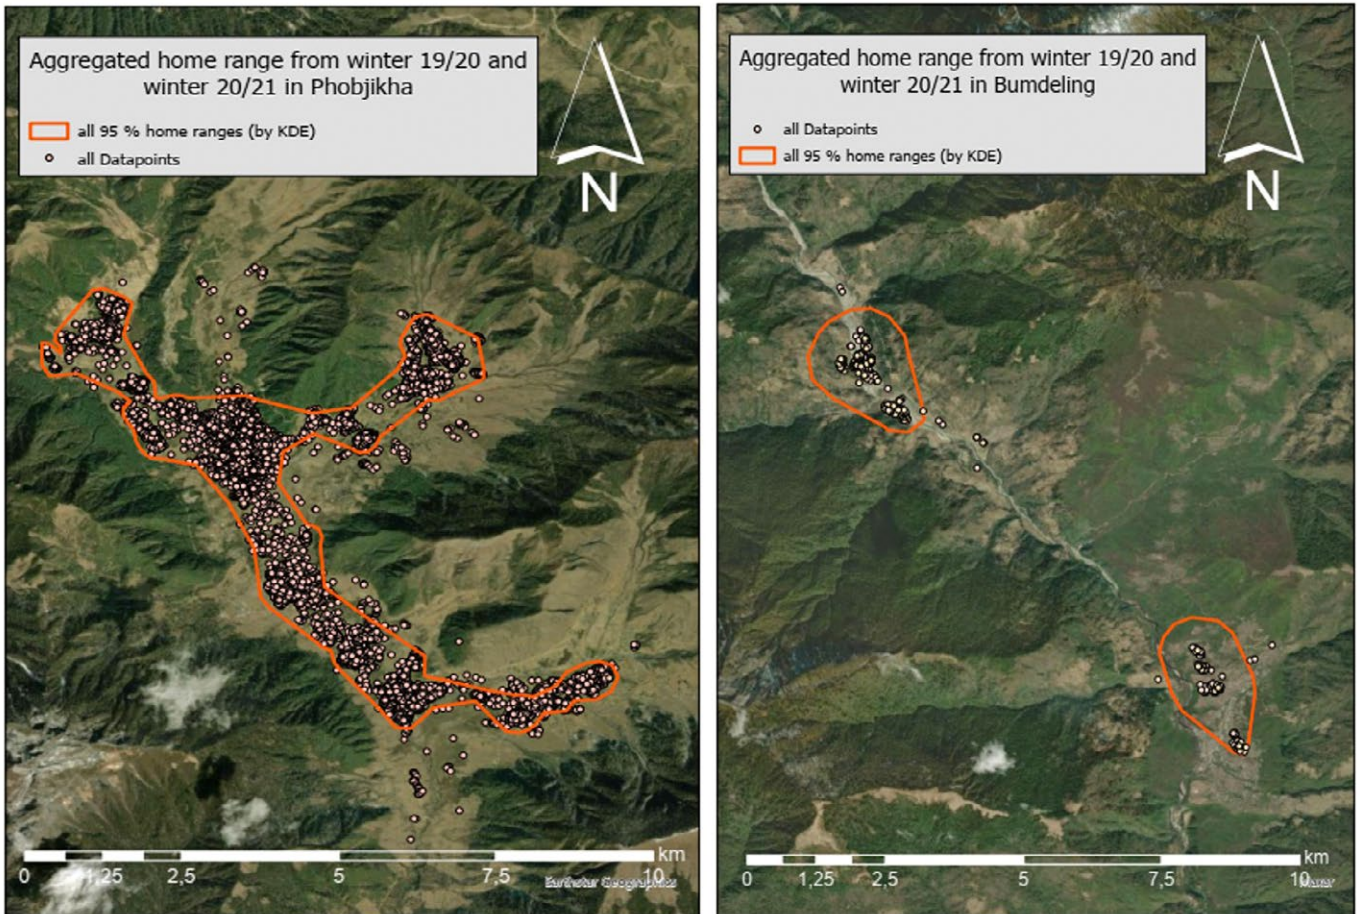 Aggregated home range from winter 19/20 and
winter 20/21 in Phobjikha
all 95 % home ranges (by KDE)
all Datapoints
N
km
0 1,25 2,5 5 7,5 10
Earthstar Geographics
Aggregated home range from winter 19/20 and
winter 20/21 in Bumdeling
all Datapoints
all 95 % home ranges (by KDE)
N
km
0 1,25 2,5 5 7,5 10
Maxar